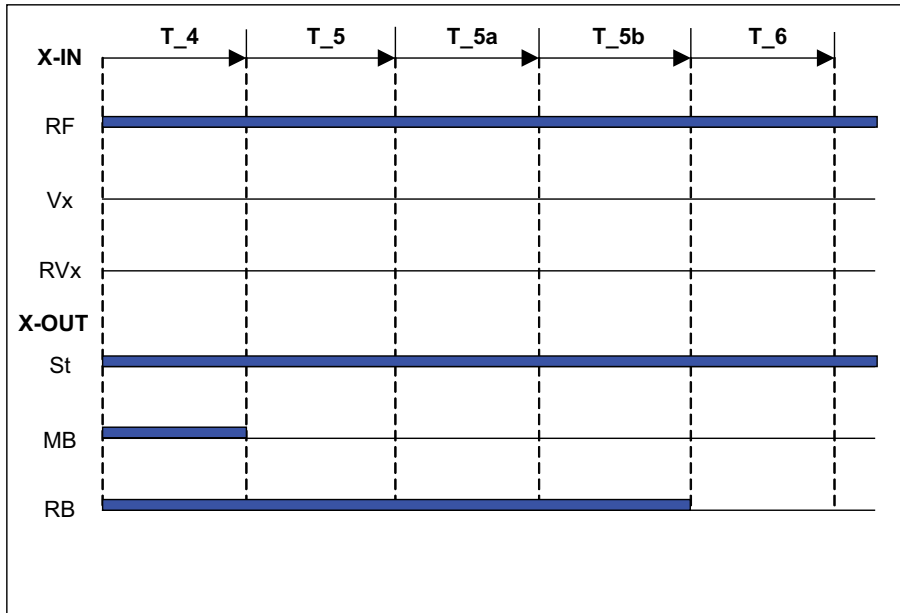 T_4 T_5 T_5a T_5b T_6
X-IN
RF
Vx
RVx
X-OUT
St
MB
RB